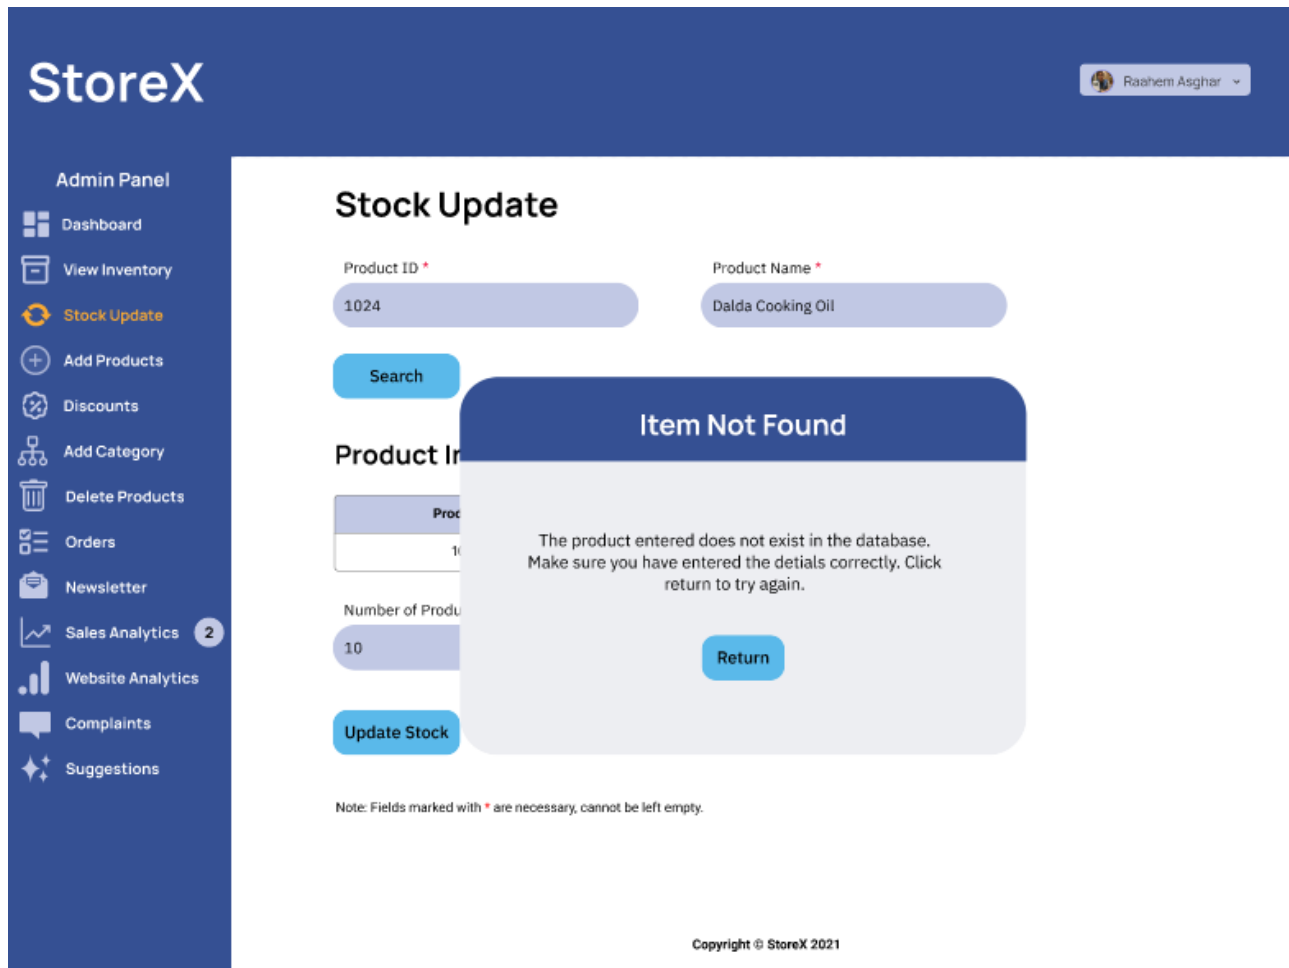 StoreX
Raahem Asghar
Admin Panel
Dashboard
View Inventory
Stock Update
Add Products
Discounts
Add Category
Delete Products
Orders
Newsletter
Sales Analytics 2
Website Analytics
Complaints
Suggestions
Stock Update
Product ID *
Product Name *
1024
Dalda Cooking Oil
Search
Product
Item Not Found
The product entered does not exist in the database.
Make sure you have entered the detials correctly. Click
return to try again.
Return
Number of Produ
10
Update Stock
Note: Fields marked with * are necessary, cannot be left empty.
Copyright © StoreX 2021